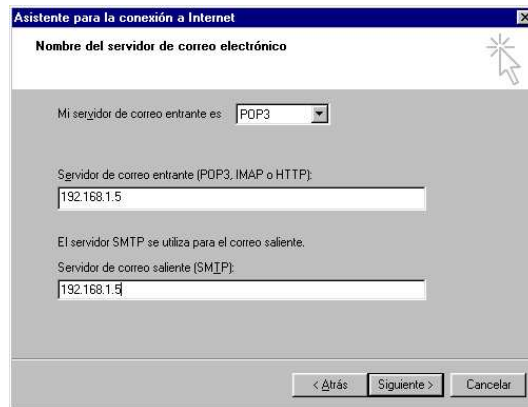 Asistente para la conexión a Internet
Nombre del servidor de correo electrónico
Mi servidor de correo entrante es POP3
Servidor de correo entrante (POP3, IMAP o HTTP):
192.168.1.5
El servidor SMTP se utiliza para el correo saliente.
Servidor de correo saliente (SMTP):
192.168.1.5
< Atrás Siguiente > Cancelar